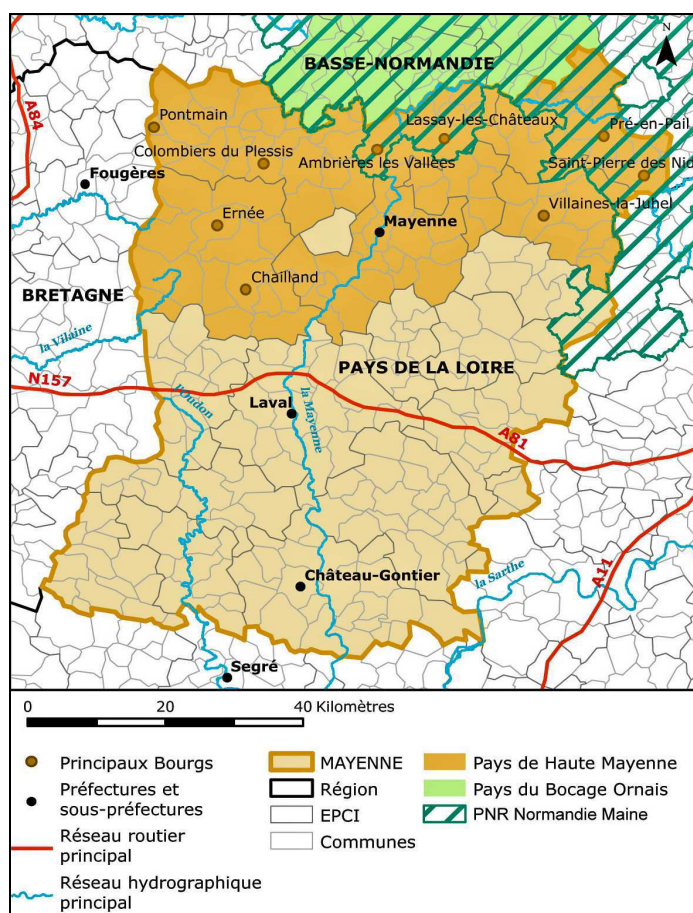 N
BASSE-NORMANDIE
A84
Pontmain
Lassay-les-Châteaux
Pré-en-Pail
Colombiers du Plessis
Ambrières les Vallées
Saint-Pierre des Nid
Fougères
Ernée
Mayenne
Villaines-la-Juhel
Chailland
BRETAGNE
la Vilaine
PAYS DE LA LOIRE
N157
l'Oudon
Laval
la Mayenne
A81
A11
la Sarthe
Château-Gontier
Segré
0 20 40 Kilomètres
Principaux Bourgs
Préfectures et
sous-préfectures
Réseau routier
principal
Réseau hydrographique
principal
MAYENNE
Région
EPCI
Communes
Pays de Haute Mayenne
Pays du Bocage Ornais
PNR Normandie Maine